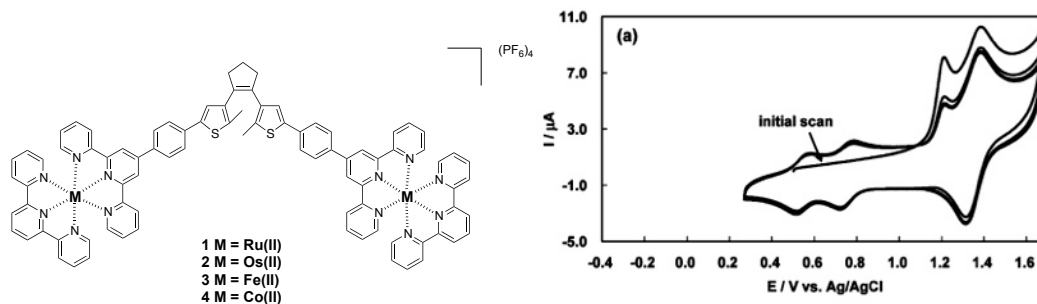 (PF6)4
S
S
N
N
N
N
M
N
N
N
N
N
N
M
N
N
1 M = Ru(II)
2 M = Os(II)
3 M = Fe(II)
4 M = Co(II)
(a)
initial scan
I / µA
11.0
7.0
3.0
-1.0
-5.0
-0.4 -0.2 0.0 0.2 0.4 0.6 0.8 1.0 1.2 1.4 1.6
E / V vs. Ag/AgCl